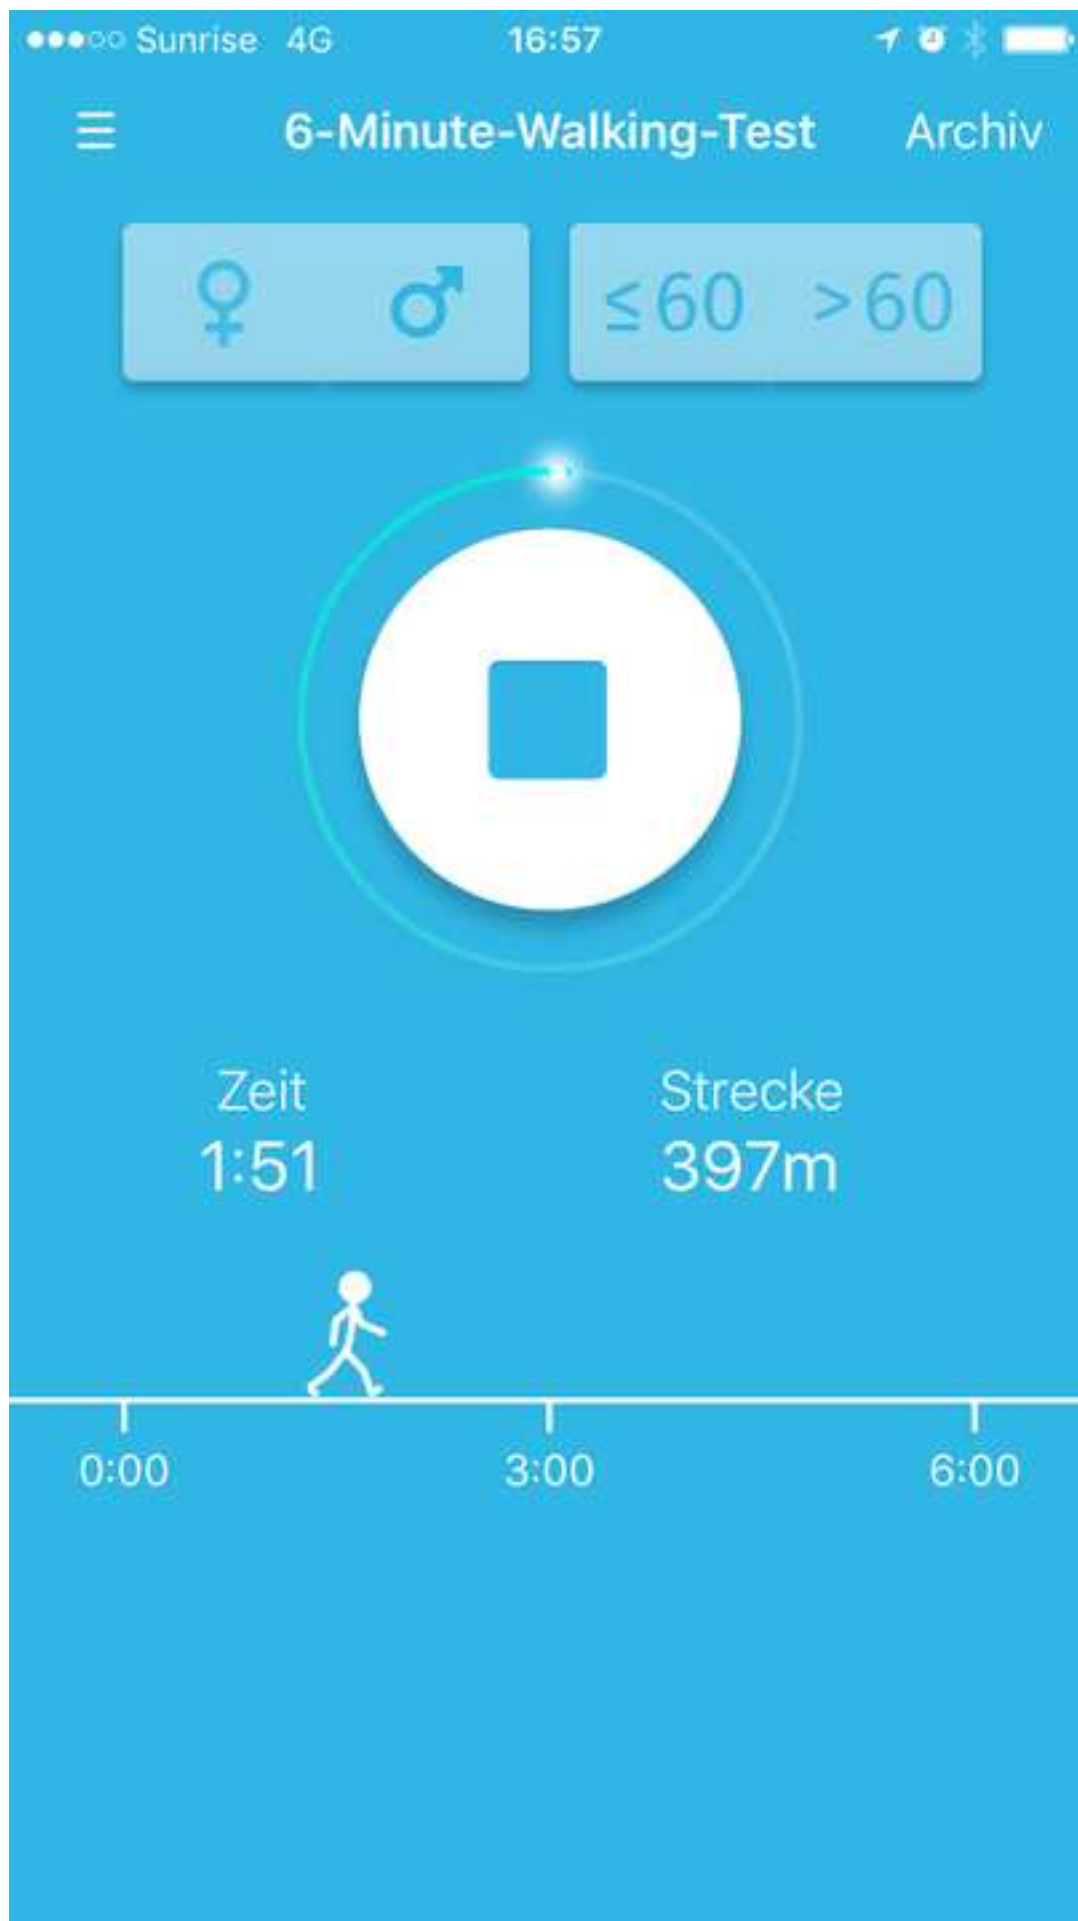 Sunrise 4G 16:57
6-Minute-Walking-Test Archiv
≤60 >60
Zeit Strecke
1:51 397m
0:00 3:00 6:00